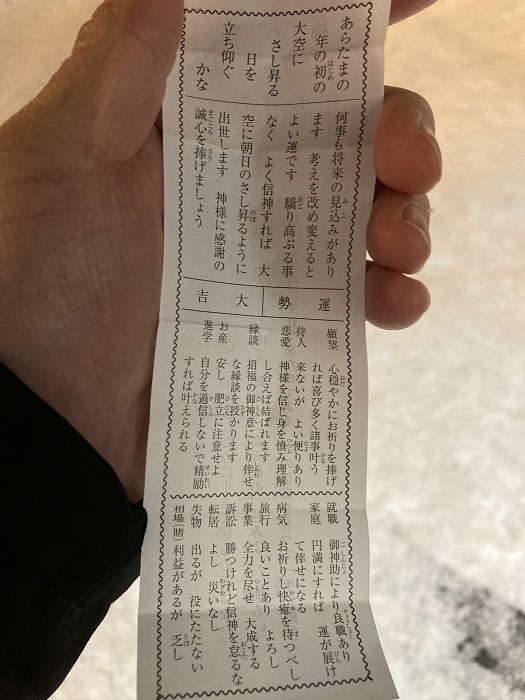 あらたまの
年の初の
大空に
さし昇る
日を
立ち仰ぐ
かな
何事も将来の見込みがあり
ます 考えを改め変えると
よい運です 驕り高ぶる事
なく よく信神すれば 大
空に朝日のさし昇るように
出世します 神様に感謝の
誠心を捧げましょう
運勢 大吉
願望 心穏やかにお祈りを捧げ
れば喜び多く諸事叶う
待人 来ないが よい便りあり
恋愛 神様を信じ身を慎み理解
し合えば結ばれます
縁談 招福の御神意により倖せ
な縁談を授かります
お産 安し 肥立に注意せよ
進学 自分を過信しないで精励
すれば叶えられる
就職 御神助により良職あり
家庭 円満にすれば 運が展け
て倖せになる
病気 お祈りし快癒を待つべし
旅行 良いことあり よろし
事業 全力を尽せ 大成する
訴訟 勝つけれど信神を怠るな
転居 よし 災いなし
失物 出るが 役にたたない
相場(賭) 利益があるが 乏し